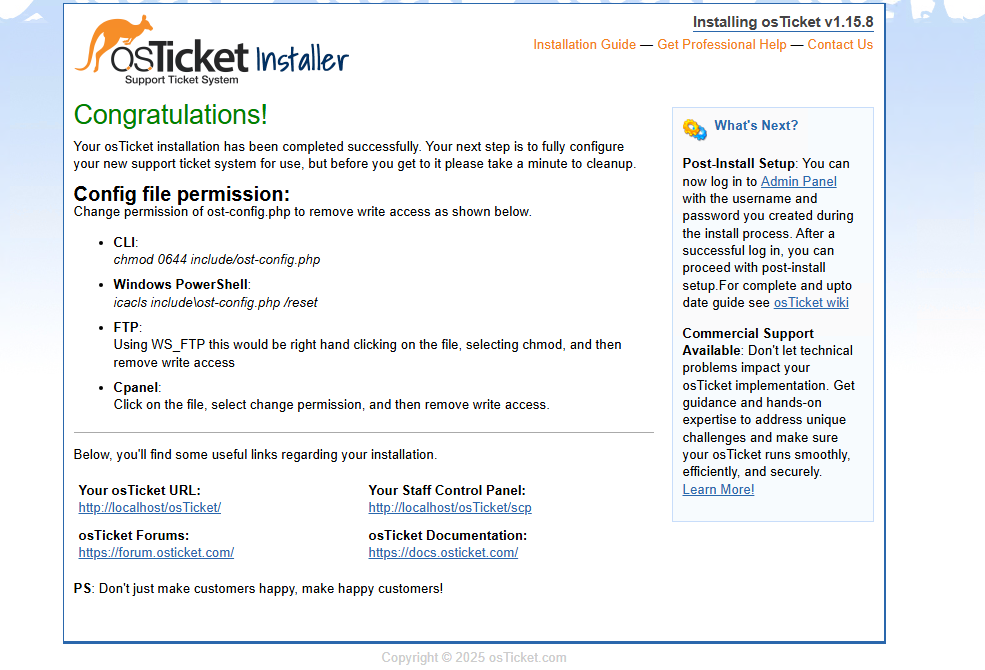 Installing osTicket v1.15.8
osTicket Installer
Support Ticket System
Installation Guide — Get Professional Help — Contact Us
Congratulations!
Your osTicket installation has been completed successfully. Your next step is to fully configure
your new support ticket system for use, but before you get to it please take a minute to cleanup.
Config file permission:
Change permission of ost-config.php to remove write access as shown below.
• CLI:
chmod 0644 include/ost-config.php
• Windows PowerShell:
icacls include\ost-config.php /reset
• FTP:
Using WS_FTP this would be right hand clicking on the file, selecting chmod, and then
remove write access
• Cpanel:
Click on the file, select change permission, and then remove write access.
Below, you'll find some useful links regarding your installation.
Your osTicket URL:
http://localhost/osTicket/
Your Staff Control Panel:
http://localhost/osTicket/scp
osTicket Forums:
https://forum.osticket.com/
osTicket Documentation:
https://docs.osticket.com/
PS: Don't just make customers happy, make happy customers!
What's Next?
Post-Install Setup: You can
now log in to Admin Panel
with the username and
password you created during
the install process. After a
successful log in, you can
proceed with post-install
setup.For complete and upto
date guide see osTicket wiki
Commercial Support
Available: Don't let technical
problems impact your
osTicket implementation. Get
guidance and hands-on
expertise to address unique
challenges and make sure
your osTicket runs smoothly,
efficiently, and securely.
Learn More!
Copyright © 2025 osTicket.com